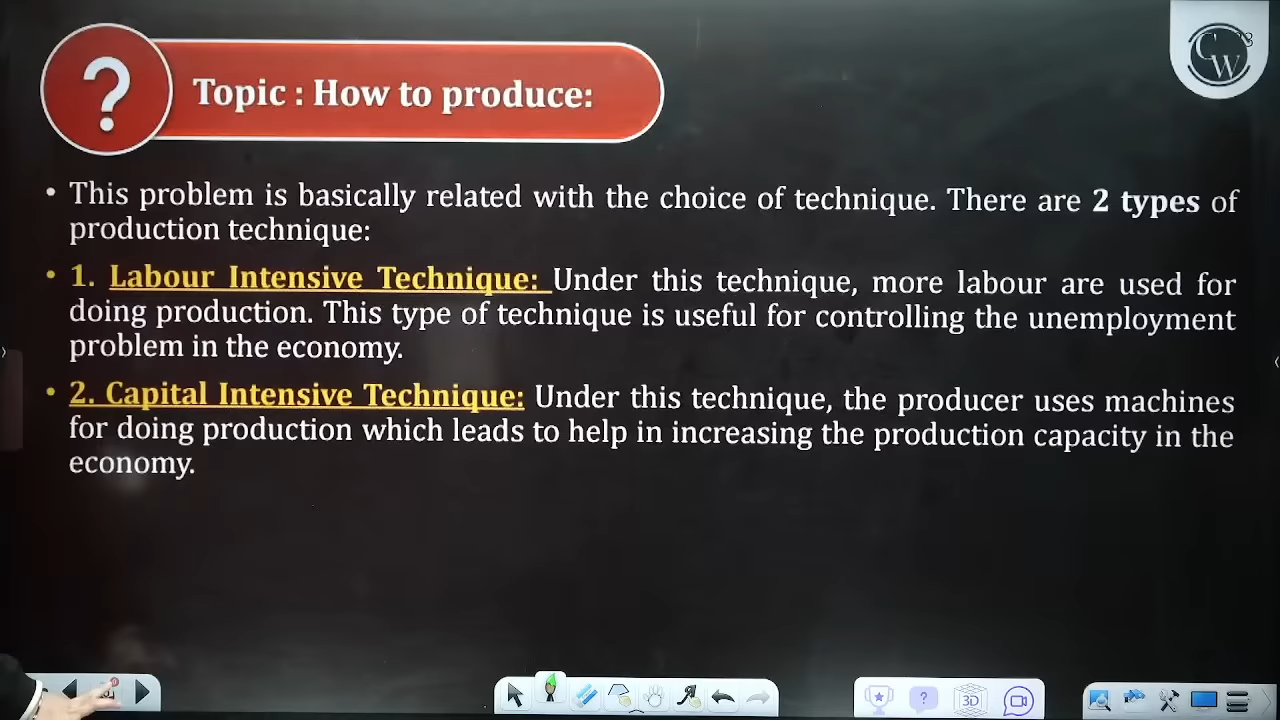 ?
Topic : How to produce:
CW
• This problem is basically related with the choice of technique. There are 2 types of
production technique:
• 1. Labour Intensive Technique: Under this technique, more labour are used for
doing production. This type of technique is useful for controlling the unemployment
problem in the economy.
• 2. Capital Intensive Technique: Under this technique, the producer uses machines
for doing production which leads to help in increasing the production capacity in the
economy.
?
3D